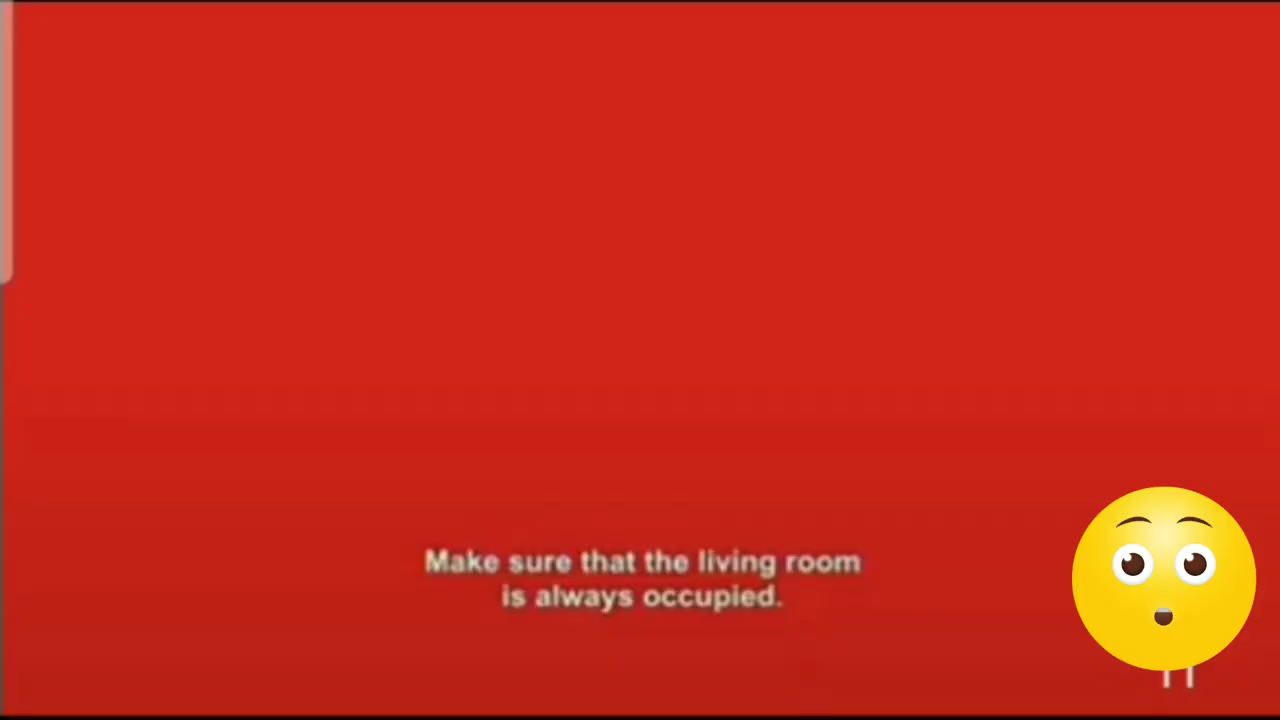 Make sure that the living room
is always occupied.